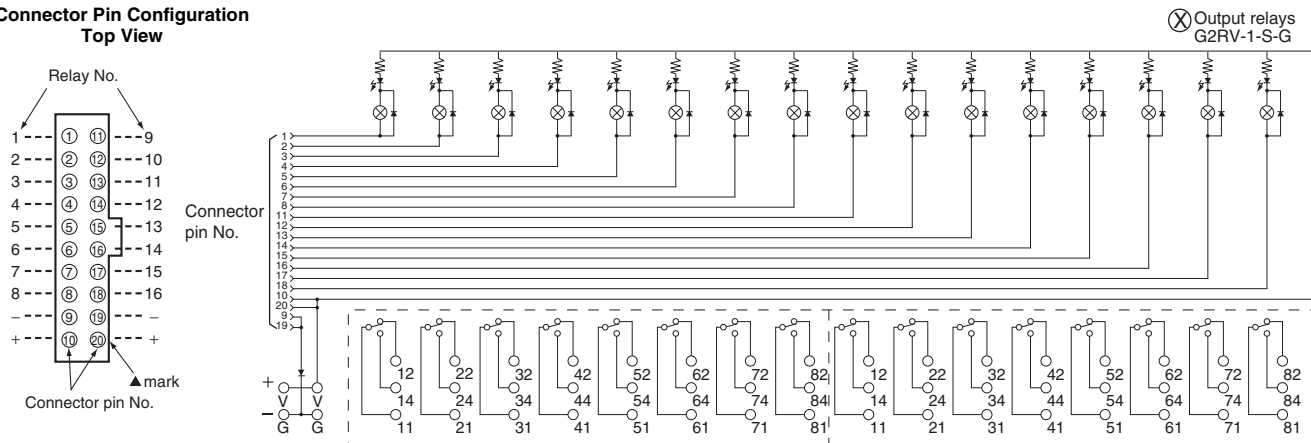 Connector Pin Configuration
Top View
Relay No.
1 ① ⑪ 9
2 ② ⑫ 10
3 ③ ⑬ 11
4 ④ ⑭ 12
5 ⑤ ⑮ 13
6 ⑥ ⑯ 14
7 ⑦ ⑰ 15
8 ⑧ ⑱ 16
– ⑨ ⑲ –
+ ⑩ ⑳ +
▲mark
Connector pin No.
Output relays
G2RV-1-S-G
Connector
pin No.
1
2
3
4
5
6
7
8
11
12
13
14
15
16
17
18
10
20
9
19
+ V V
– G G
12 22 32 42 52 62 72 82 12 22 32 42 52 62 72 82
14 24 34 44 54 64 74 84 14 24 34 44 54 64 74 84
11 21 31 41 51 61 71 81 11 21 31 41 51 61 71 81